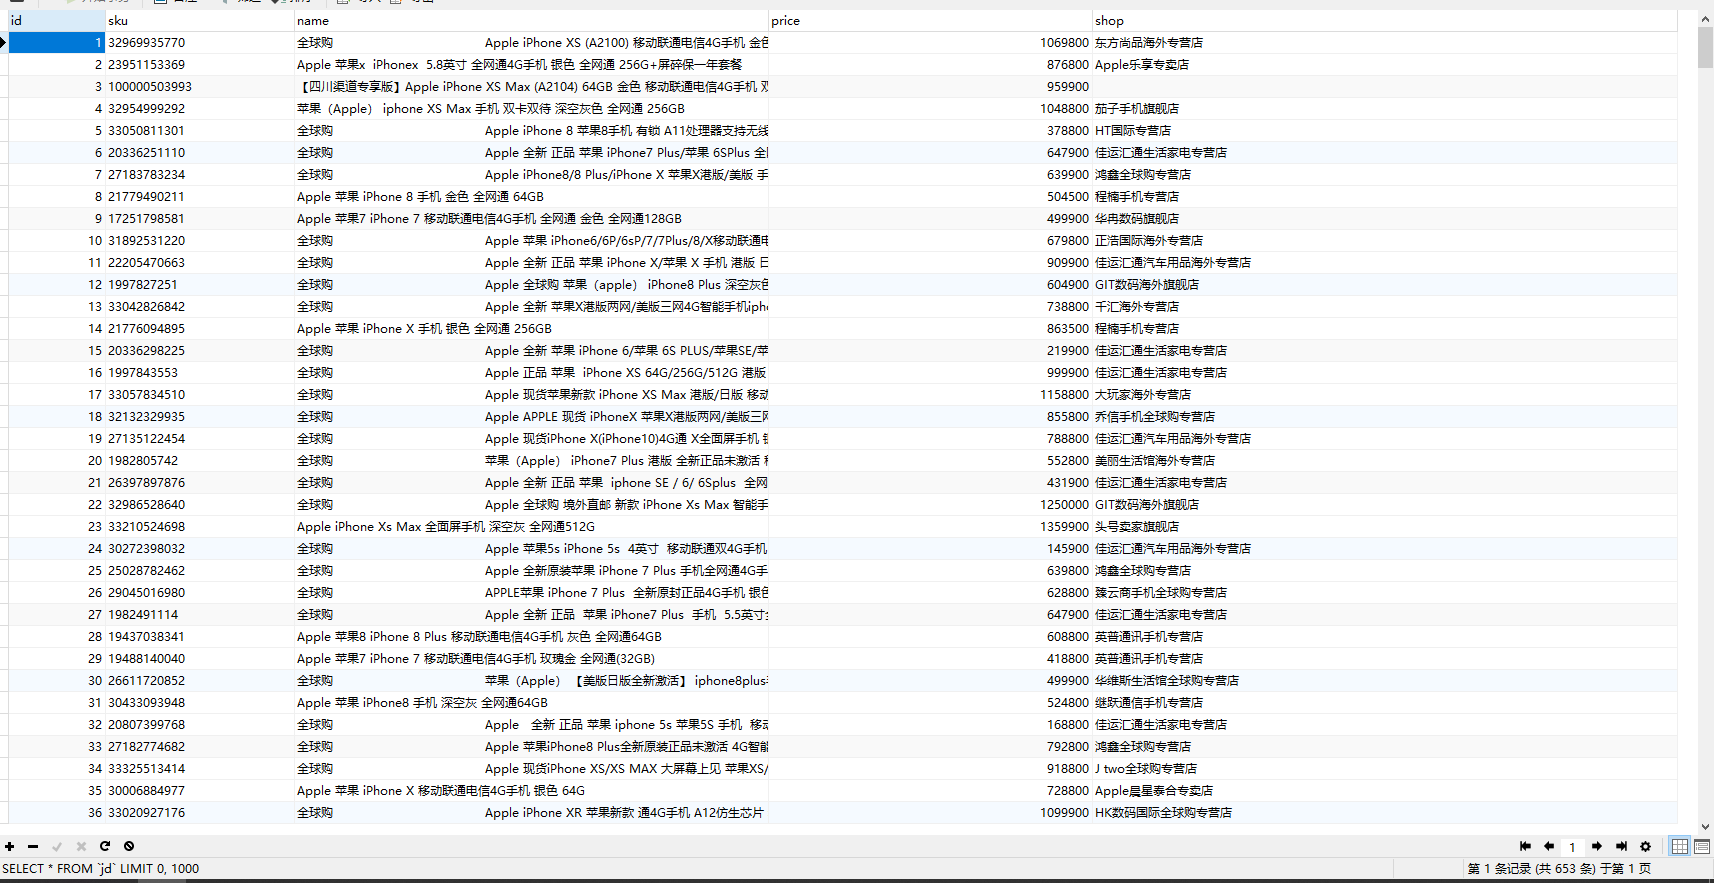 id sku name price shop
1 32969935770 全球购 Apple iPhone XS (A2100) 移动联通电信4G手机 金色 1069800 东方尚品海外专营店
2 23951153369 Apple 苹果x iPhonex 5.8英寸 全网通4G手机 银色 全网通 256G+屏碎保一年套餐 876800 Apple乐享专卖店
3 100000503993 【四川渠道专享版】Apple iPhone XS Max (A2104) 64GB 金色 移动联通电信4G手机 双 959900
4 32954999292 苹果（Apple） iphone XS Max 手机 双卡双待 深空灰色 全网通 256GB 1048800 茄子手机旗舰店
5 33050811301 全球购 Apple iPhone 8 苹果8手机 有锁 A11处理器支持无线 378800 HT国际专营店
6 20336251110 全球购 Apple 全新 正品 苹果 iPhone7 Plus/苹果 6SPlus 全 647900 佳运汇通生活家电专营店
7 27183783234 全球购 Apple iPhone8/8 Plus/iPhone X 苹果X港版/美版 手 639900 鸿鑫全球购专营店
8 21779490211 Apple 苹果 iPhone 8 手机 金色 全网通 64GB 504500 程楠手机专营店
9 17251798581 Apple 苹果7 iPhone 7 移动联通电信4G手机 全网通 金色 全网通128GB 499900 华冉数码旗舰店
10 31892531220 全球购 Apple 苹果 iPhone6/6P/6sP/7/7Plus/8/X移动联通电 679800 正浩国际海外专营店
11 22205470663 全球购 Apple 全新 正品 苹果 iPhone X/苹果 X 手机 港版 日 909900 佳运汇通汽车用品海外专营店
12 1997827251 全球购 Apple 全球购 苹果（apple） iPhone8 Plus 深空灰色 604900 GIT数码海外旗舰店
13 33042826842 全球购 Apple 全新 苹果X港版两网/美版三网4G智能手机iph 738800 千汇海外专营店
14 21776094895 Apple 苹果 iPhone X 手机 银色 全网通 256GB 863500 程楠手机专营店
15 20336298225 全球购 Apple 全新 苹果 iPhone 6/苹果 6S PLUS/苹果SE/苹 219900 佳运汇通生活家电专营店
16 1997843553 全球购 Apple 正品 苹果 iPhone XS 64G/256G/512G 港版 999900 佳运汇通生活家电专营店
17 33057834510 全球购 Apple 现货苹果新款 iPhone XS Max 港版/日版 移动 1158800 大玩家海外专营店
18 32132329935 全球购 Apple APPLE 现货 iPhoneX 苹果X港版两网/美版三网 855800 乔信手机全球购专营店
19 27135122454 全球购 Apple 现货iPhone X(iPhone10)4G通 X全面屏手机 银 788800 佳运汇通汽车用品海外专营店
20 1982805742 全球购 苹果（Apple） iPhone7 Plus 港版 全新正品未激活 552800 美丽生活馆海外专营店
21 26397897876 全球购 Apple 全新 正品 苹果 iphone SE / 6/ 6Splus 全网 431900 佳运汇通生活家电专营店
22 32986528640 全球购 Apple 全球购 境外直邮 新款 iPhone Xs Max 智能手 1250000 GIT数码海外旗舰店
23 33210524698 Apple iPhone Xs Max 全面屏手机 深空灰 全网通512G 1359900 头号卖家旗舰店
24 30272398032 全球购 Apple 苹果5s iPhone 5s 4英寸 移动联通双4G手机 145900 佳运汇通汽车用品海外专营店
25 25028782462 全球购 Apple 全新原装苹果 iPhone 7 Plus 手机全网通4G手 639800 鸿鑫全球购专营店
26 29045016980 全球购 APPLE苹果 iPhone 7 Plus 全新原封正品4G手机 银色 628800 臻云商手机全球购专营店
27 1982491114 全球购 Apple 全新 正品 苹果 iPhone7 Plus 手机 5.5英寸 647900 佳运汇通生活家电专营店
28 19437038341 Apple 苹果8 iPhone 8 Plus 移动联通电信4G手机 灰色 全网通64GB 608800 英普通讯手机专营店
29 19488140040 Apple 苹果7 iPhone 7 移动联通电信4G手机 玫瑰金 全网通(32GB) 418800 英普通讯手机专营店
30 26611720852 全球购 苹果（Apple） 【美版日版全新激活】 iphone8plus 499900 华维斯生活馆全球购专营店
31 30433093948 Apple 苹果 iPhone8 手机 深空灰 全网通64GB 524800 继跃通信手机专营店
32 20807399768 全球购 Apple 全新 正品 苹果 iphone 5s 苹果5S 手机 移动 168800 佳运汇通生活家电专营店
33 27182774682 全球购 Apple 苹果iPhone8 Plus全新原装正品未激活 4G智能 792800 鸿鑫全球购专营店
34 33325513414 全球购 Apple 现货iPhone XS/XS MAX 大屏幕上见 苹果XS/ 918800 J two全球购专营店
35 30006884977 Apple 苹果 iPhone X 移动联通电信4G手机 银色 64G 728800 Apple晨星泰合专卖店
36 33020927176 全球购 Apple iPhone XR 苹果新款 通4G手机 A12仿生芯片 1099900 HK数码国际全球购专营店
1
SELECT * FROM `jd` LIMIT 0, 1000 第 1 条记录 (共 653 条) 于第 1 页